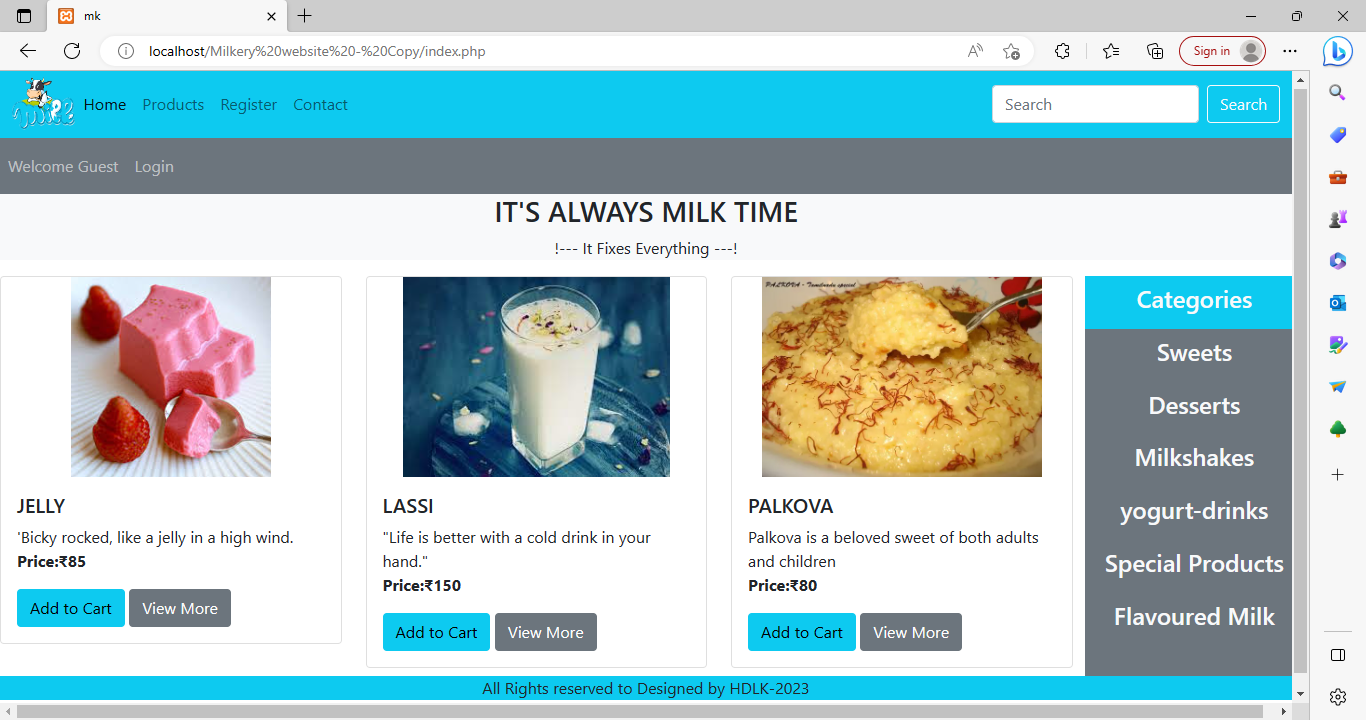 mk
localhost/Milkery%20website%20-%20Copy/index.php
Sign in
Home Products Register Contact
Search Search
Welcome Guest Login
IT'S ALWAYS MILK TIME
!--- It Fixes Everything ---!
PALKOVA - Tamilnadu special
JELLY
'Bicky rocked, like a jelly in a high wind.
Price:₹85
Add to Cart View More
LASSI
"Life is better with a cold drink in your
hand."
Price:₹150
Add to Cart View More
PALKOVA
Palkova is a beloved sweet of both adults
and children
Price:₹80
Add to Cart View More
Categories
Sweets
Desserts
Milkshakes
yogurt-drinks
Special Products
Flavoured Milk
All Rights reserved to Designed by HDLK-2023